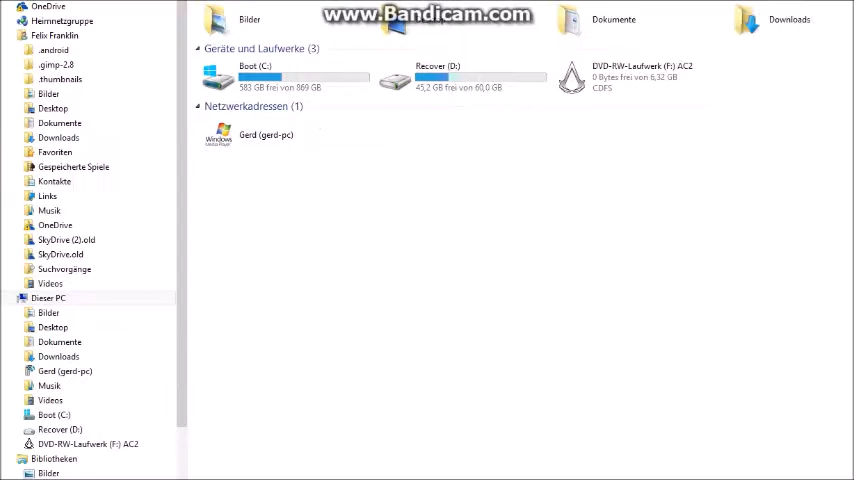 OneDrive
Heimnetzgruppe
Felix Franklin
.android
.gimp-2.8
.thumbnails
Bilder
Desktop
Dokumente
Downloads
Favoriten
Gespeicherte Spiele
Kontakte
Links
Musik
OneDrive
SkyDrive (2).old
SkyDrive.old
Suchvorgänge
Videos
Dieser PC
Bilder
Desktop
Dokumente
Downloads
Gerd (gerd-pc)
Musik
Videos
Boot (C:)
Recover (D:)
DVD-RW-Laufwerk (F:) AC2
Bibliotheken
Bilder
www.Bandicam.com
Bilder
Dokumente
Downloads
Geräte und Laufwerke (3)
Boot (C:)
583 GB frei von 869 GB
Recover (D:)
45,2 GB frei von 60,0 GB
DVD-RW-Laufwerk (F:) AC2
0 Bytes frei von 6,32 GB
CDFS
Netzwerkadressen (1)
Gerd (gerd-pc)